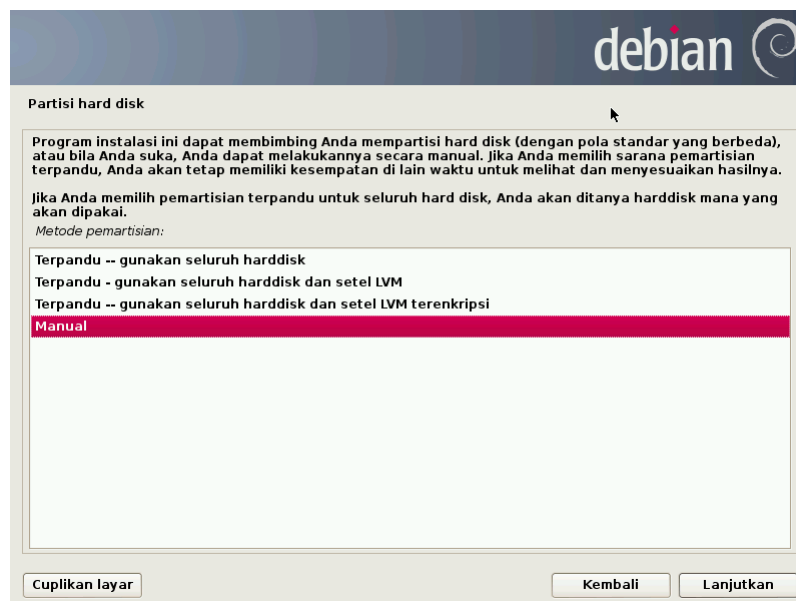 debian
Partisi hard disk
Program instalasi ini dapat membimbing Anda mempartisi hard disk (dengan pola standar yang berbeda),
atau bila Anda suka, Anda dapat melakukannya secara manual. Jika Anda memilih sarana pemartisian
terpandu, Anda akan tetap memiliki kesempatan di lain waktu untuk melihat dan menyesuaikan hasilnya.
Jika Anda memilih pemartisian terpandu untuk seluruh hard disk, Anda akan ditanya harddisk mana yang
akan dipakai.
Metode pemartisian:
Terpandu -- gunakan seluruh harddisk
Terpandu - gunakan seluruh harddisk dan setel LVM
Terpandu -- gunakan seluruh harddisk dan setel LVM terenkripsi
Manual
Cuplikan layar
Kembali
Lanjutkan